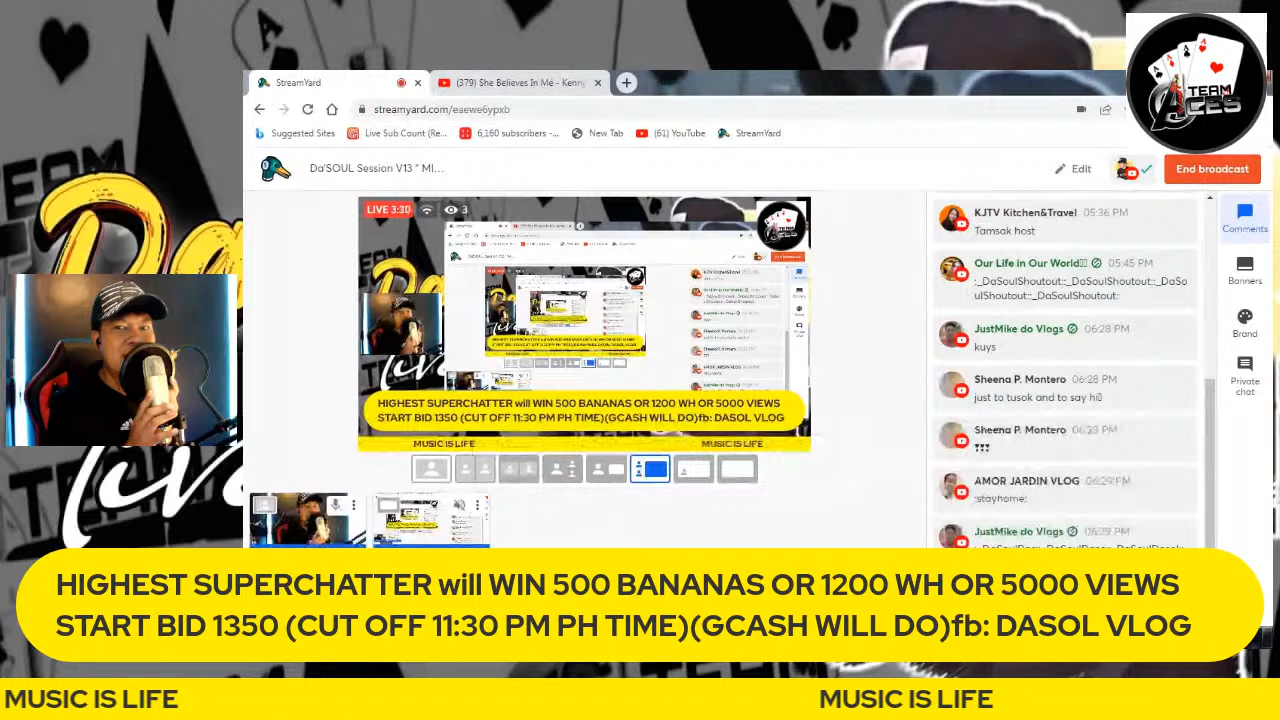 StreamYard
(379) She Believes In Me - Kenny
streamyard.com/eaewe6ypxb
Suggested Sites
Live Sub Count (Re...
6,160 subscribers -...
New Tab
(61) YouTube
StreamYard
TEAM
ACES
Da'SOUL Session V13 " MI...
Edit
End broadcast
LIVE 3:30
3
HIGHEST SUPERCHATTER will WIN 500 BANANAS OR 1200 WH OR 5000 VIEWS
START BID 1350 (CUT OFF 11:30 PM PH TIME)(GCASH WILL DO)fb: DASOL VLOG
MUSIC IS LIFE
MUSIC IS LIFE
KJTV Kitchen&Travel 05:36 PM
Tamsak host
Our Life in Our World 05:45 PM
:_DaSoulShoutout::_DaSoulShoutout::_DaSo
ulShoutout::_DaSoulShoutout:
JustMike do Vlogs 06:28 PM
kuys
Sheena P. Montero 06:28 PM
just to tusok and to say hi
Sheena P. Montero
AMOR JARDIN VLOG 06:29 PM
:stayhome:
JustMike do Vlogs
Comments
Banners
Brand
Private
chat
TEAM
Live
HIGHEST SUPERCHATTER will WIN 500 BANANAS OR 1200 WH OR 5000 VIEWS
START BID 1350 (CUT OFF 11:30 PM PH TIME)(GCASH WILL DO)fb: DASOL VLOG
MUSIC IS LIFE
MUSIC IS LIFE